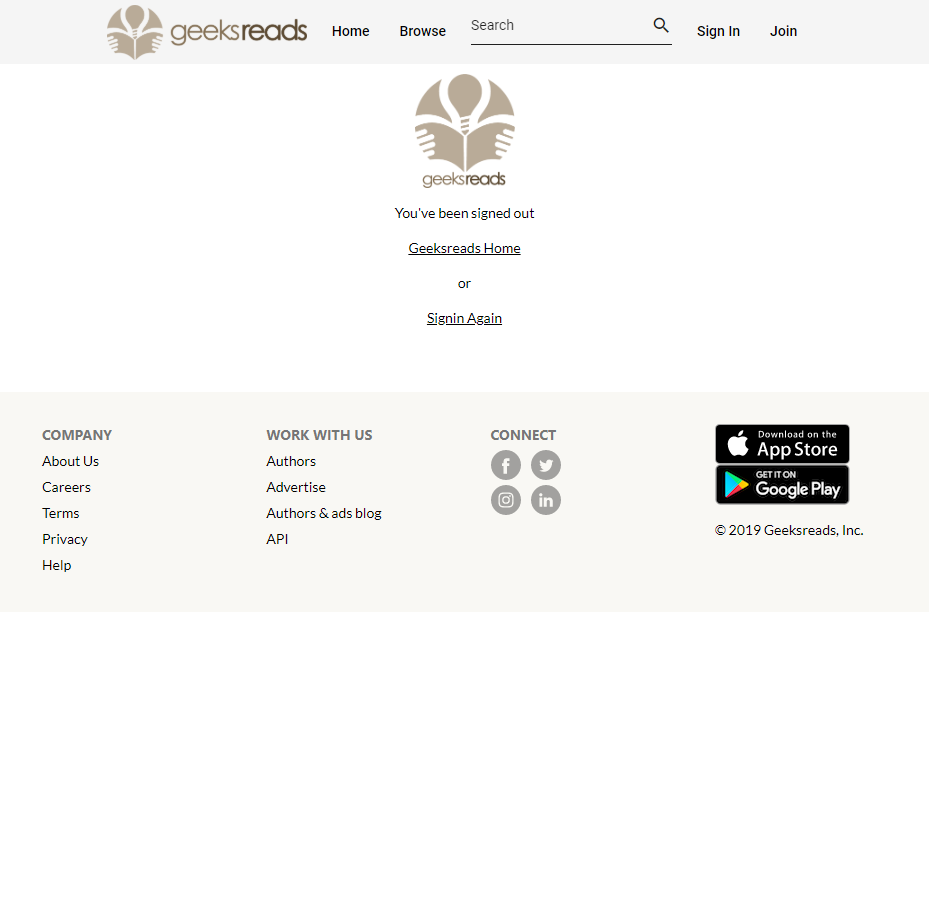 geeksreads Home Browse Search Sign In Join
geeksreads
You've been signed out
Geeksreads Home
or
Signin Again
COMPANY
About Us
Careers
Terms
Privacy
Help
WORK WITH US
Authors
Advertise
Authors & ads blog
API
CONNECT
Download on the
App Store
GET IT ON
Google Play
© 2019 Geeksreads, Inc.